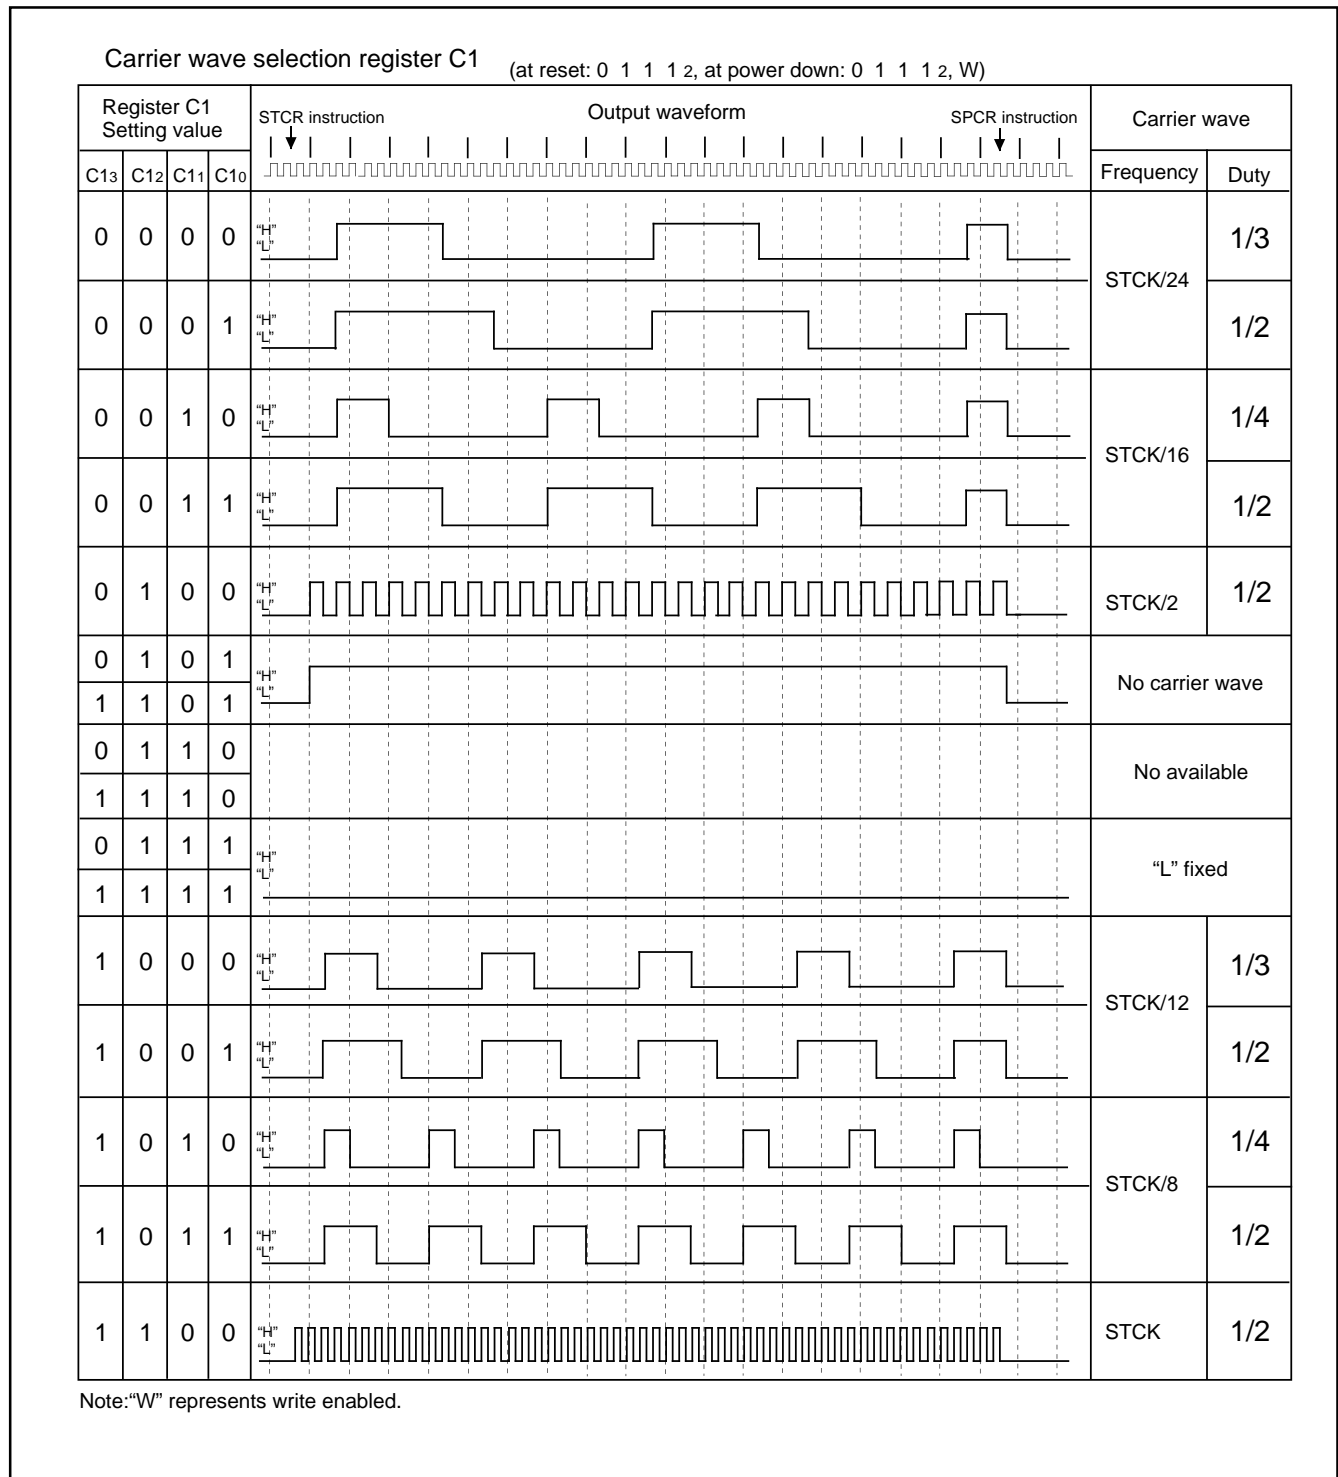 Carrier wave selection register C1 (at reset: 0 1 1 1 2, at power down: 0 1 1 1 2, W)
Register C1
Setting value
STCR instruction
Output waveform
SPCR instruction
Carrier wave
C13 C12 C11 C10
Frequency Duty
0 0 0 0 “H” “L” 1/3
STCK/24
0 0 0 1 “H” “L” 1/2
0 0 1 0 “H” “L” 1/4
STCK/16
0 0 1 1 “H” “L” 1/2
0 1 0 0 “H” “L” STCK/2 1/2
0 1 0 1
“H” “L” No carrier wave
1 1 0 1
0 1 1 0
No available
1 1 1 0
0 1 1 1
“H” “L” “L” fixed
1 1 1 1
1 0 0 0 “H” “L” 1/3
STCK/12
1 0 0 1 “H” “L” 1/2
1 0 1 0 “H” “L” 1/4
STCK/8
1 0 1 1 “H” “L” 1/2
1 1 0 0 “H” “L” STCK 1/2
Note:“W” represents write enabled.